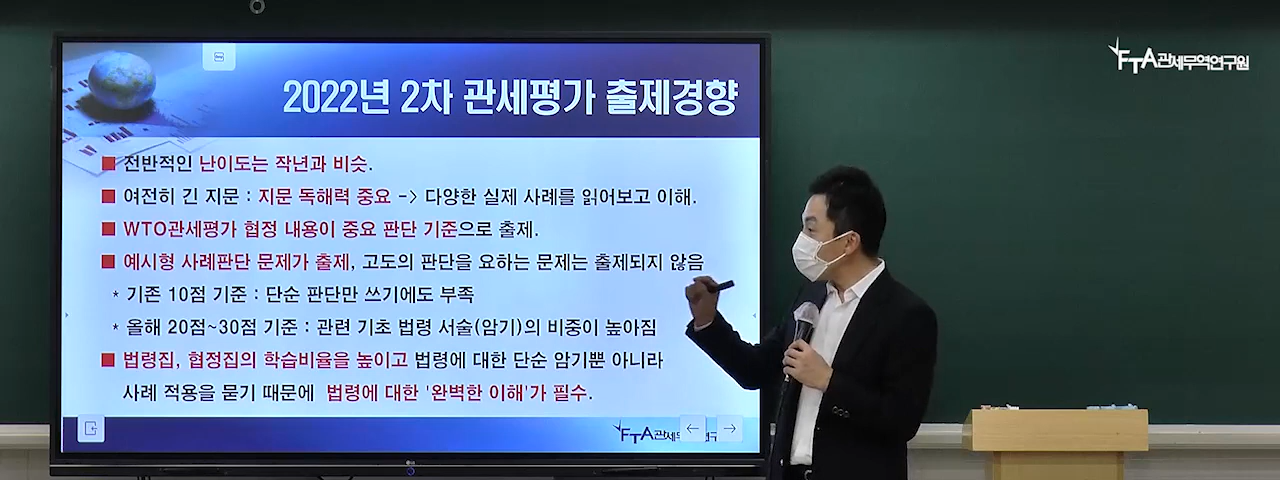 FTA관세무역연구원
2022년 2차 관세평가 출제경향
■ 전반적인 난이도는 작년과 비슷.
■ 여전히 긴 지문 : 지문 독해력 중요 -> 다양한 실제 사례를 읽어보고 이해.
■ WTO관세평가 협정 내용이 중요 판단 기준으로 출제.
■ 예시형 사례판단 문제가 출제, 고도의 판단을 요하는 문제는 출제되지 않음
* 기존 10점 기준 : 단순 판단만 쓰기에도 부족
* 올해 20점~30점 기준 : 관련 기초 법령 서술(암기)의 비중이 높아짐
■ 법령집, 협정집의 학습비율을 높이고 법령에 대한 단순 암기뿐 아니라
사례 적용을 묻기 때문에 법령에 대한 '완벽한 이해'가 필수.
FTA관세무역연구
LG